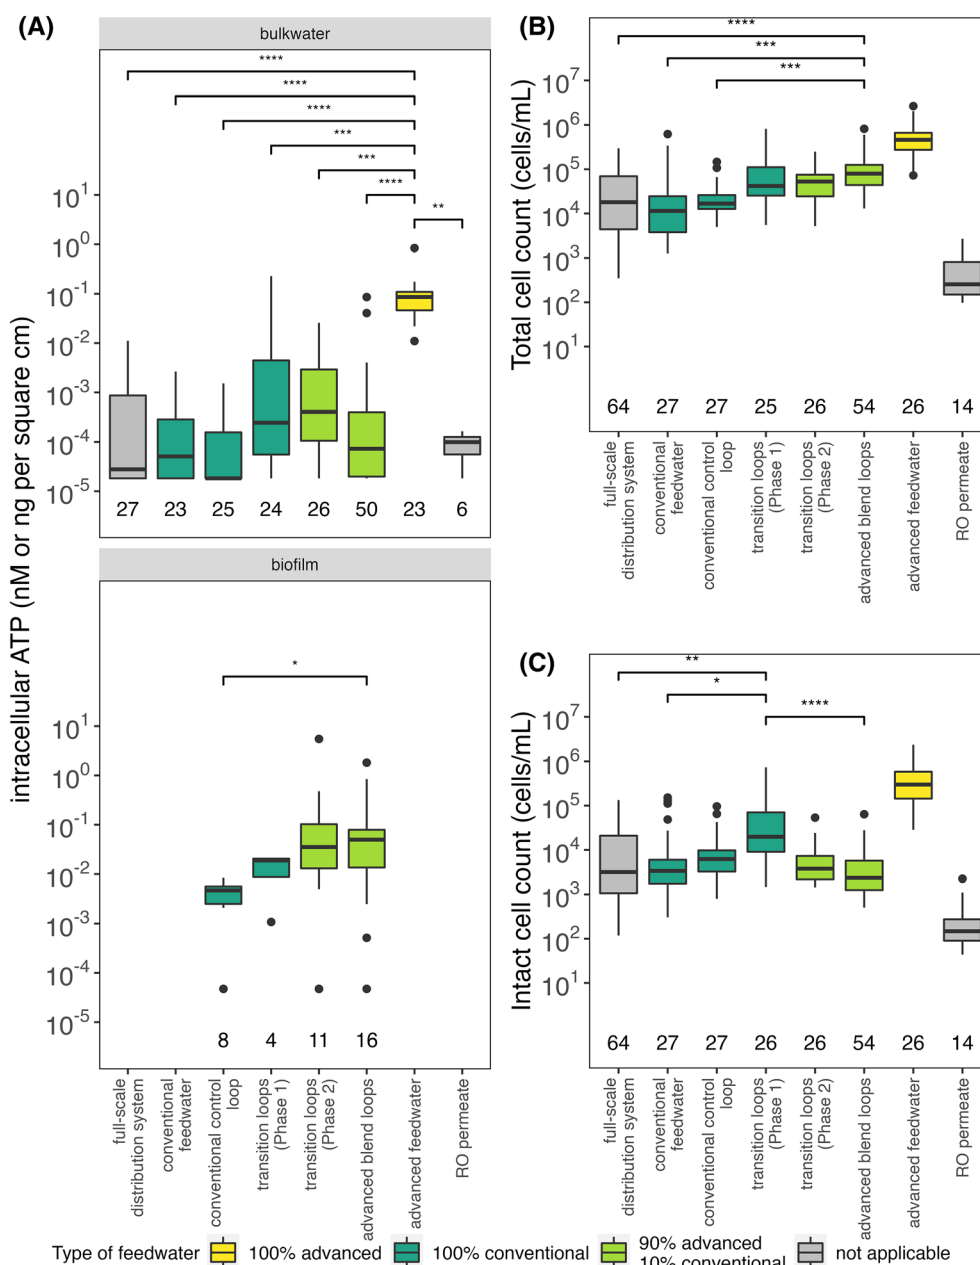 (A)
bulkwater
****
****
****
***
***
****
**
10^1
10^0
10^-1
10^-2
10^-3
10^-4
10^-5
27 23 25 24 26 50 23 6
biofilm
*
10^1
10^0
10^-1
10^-2
10^-3
10^-4
10^-5
8 4 11 16
intracellular ATP (nM or ng per square cm)
full-scale
distribution system
conventional
feedwater
conventional control
loop
transition loops
(Phase 1)
transition loops
(Phase 2)
advanced blend loops
advanced feedwater
RO permeate
(B)
****
***
***
10^7
10^6
10^5
10^4
10^3
10^2
10^1
Total cell count (cells/mL)
64 27 27 25 26 54 26 14
full-scale
distribution system
conventional
feedwater
conventional control
loop
transition loops
(Phase 1)
transition loops
(Phase 2)
advanced blend loops
advanced feedwater
RO permeate
(C)
**
*
****
10^7
10^6
10^5
10^4
10^3
10^2
10^1
Intact cell count (cells/mL)
64 27 27 26 26 54 26 14
full-scale
distribution system
conventional
feedwater
conventional control
loop
transition loops
(Phase 1)
transition loops
(Phase 2)
advanced blend loops
advanced feedwater
RO permeate
Type of feedwater 100% advanced 100% conventional 90% advanced
10% conventional not applicable